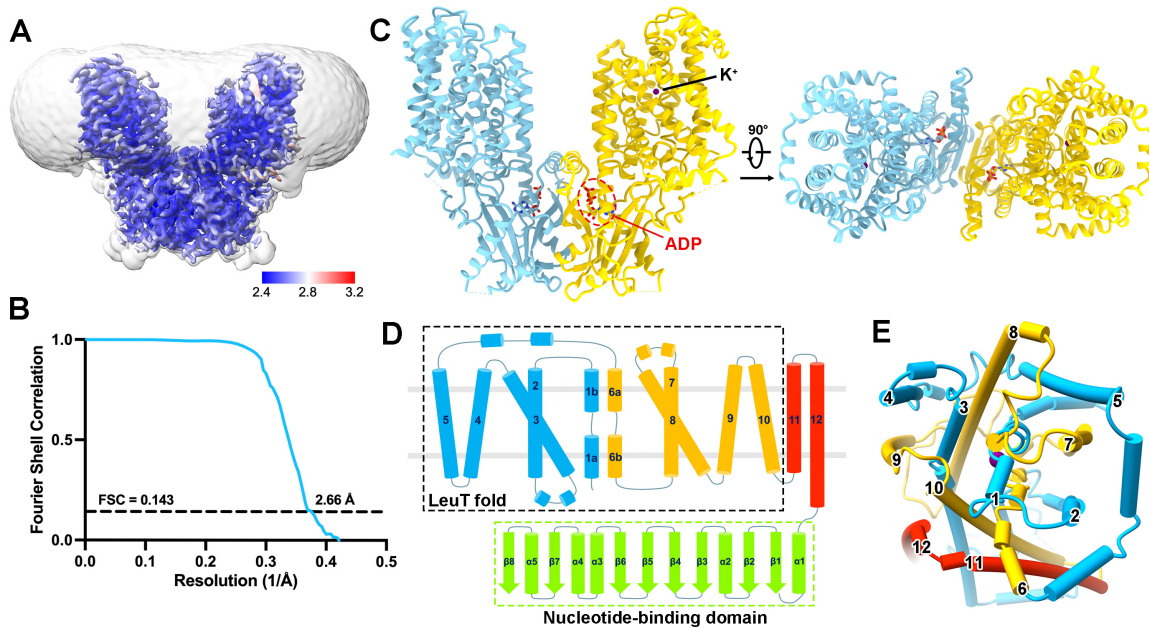 A
2.4 2.8 3.2
B
Fourier Shell Correlation
1.0
0.5
0.0
FSC = 0.143
2.66 Å
0.0 0.1 0.2 0.3 0.4 0.5
Resolution (1/Å)
C
K⁺
90°
ADP
D
5 4 2 3 1b 6a 7 8 9 10 11 12
1a 6b
LeuT fold
β8 α5 β7 α4 α3 β6 β5 β4 β3 α2 β2 β1 α1
Nucleotide-binding domain
E
8
4 3 5
9 7
10 1 2
12 11
6